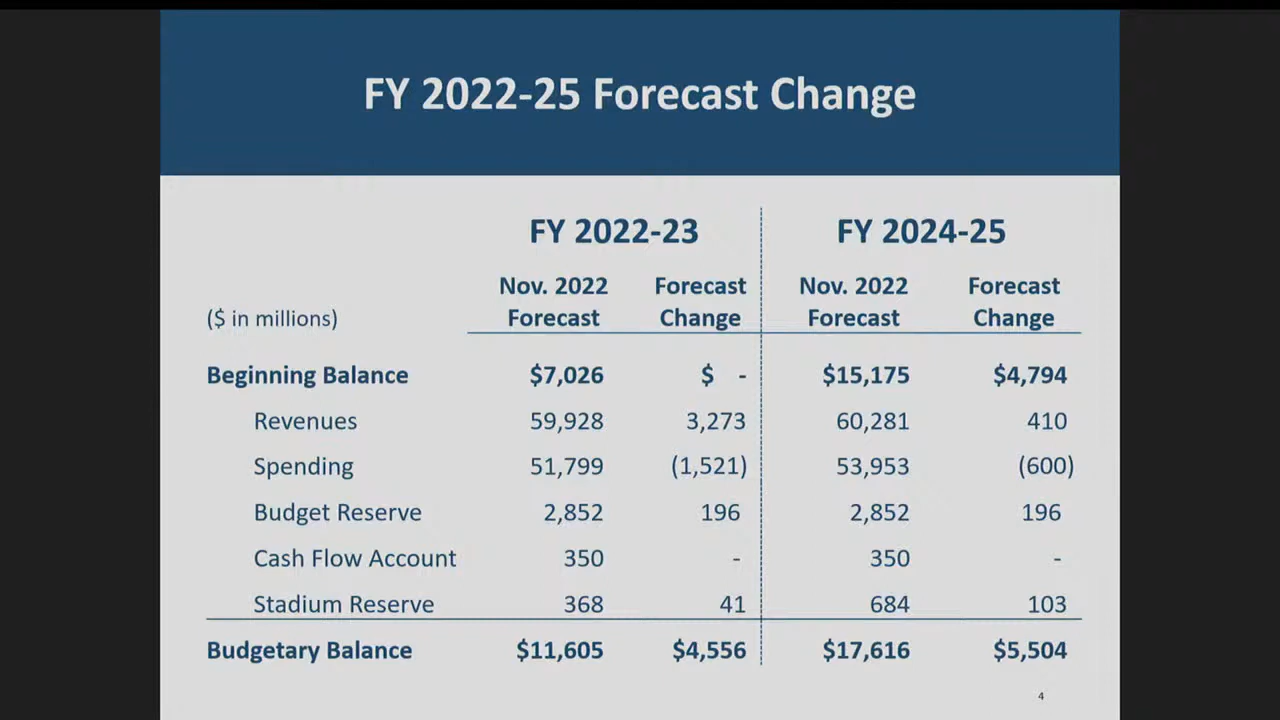 FY 2022-25 Forecast Change
FY 2022-23 FY 2024-25
Nov. 2022 Forecast Nov. 2022 Forecast
($ in millions) Forecast Change Forecast Change
Beginning Balance $7,026 $ - $15,175 $4,794
Revenues 59,928 3,273 60,281 410
Spending 51,799 (1,521) 53,953 (600)
Budget Reserve 2,852 196 2,852 196
Cash Flow Account 350 - 350 -
Stadium Reserve 368 41 684 103
Budgetary Balance $11,605 $4,556 $17,616 $5,504
4